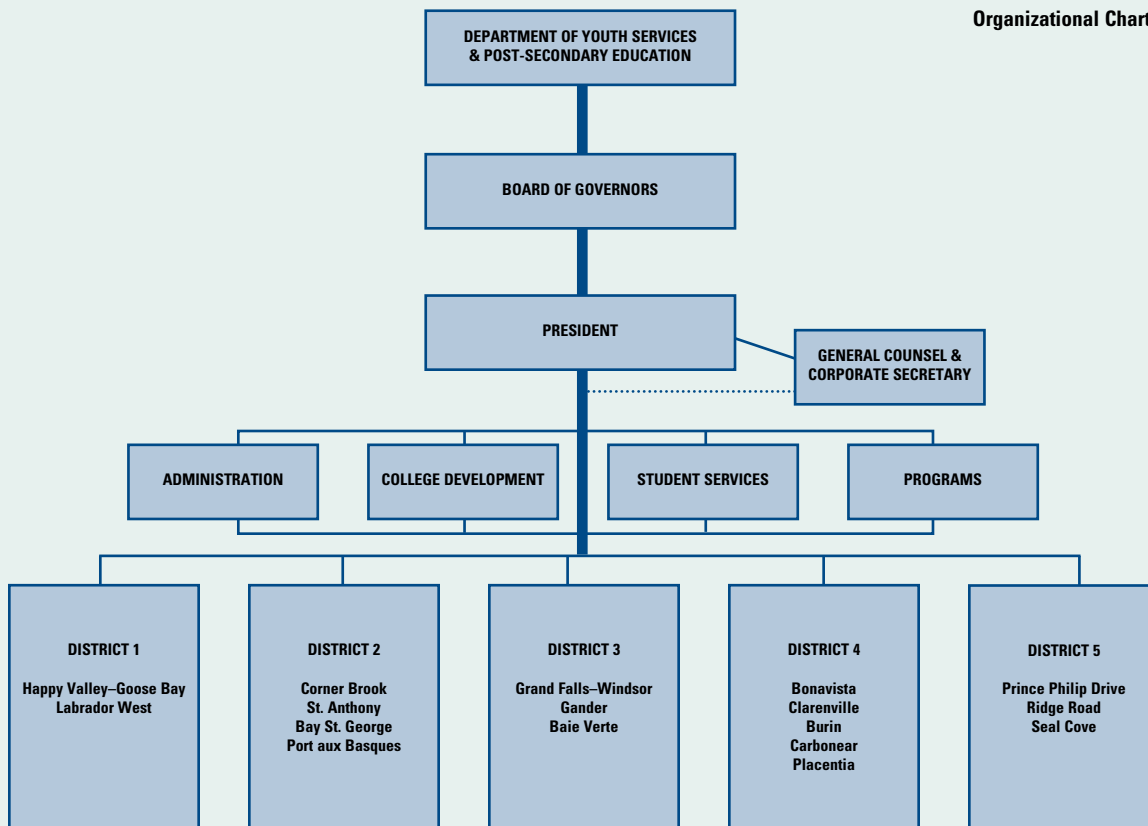 Organizational Chart
DEPARTMENT OF YOUTH SERVICES
& POST-SECONDARY EDUCATION
BOARD OF GOVERNORS
PRESIDENT
GENERAL COUNSEL &
CORPORATE SECRETARY
ADMINISTRATION
COLLEGE DEVELOPMENT
STUDENT SERVICES
PROGRAMS
DISTRICT 1
Happy Valley–Goose Bay
Labrador West
DISTRICT 2
Corner Brook
St. Anthony
Bay St. George
Port aux Basques
DISTRICT 3
Grand Falls–Windsor
Gander
Baie Verte
DISTRICT 4
Bonavista
Clarenville
Burin
Carbonear
Placentia
DISTRICT 5
Prince Philip Drive
Ridge Road
Seal Cove